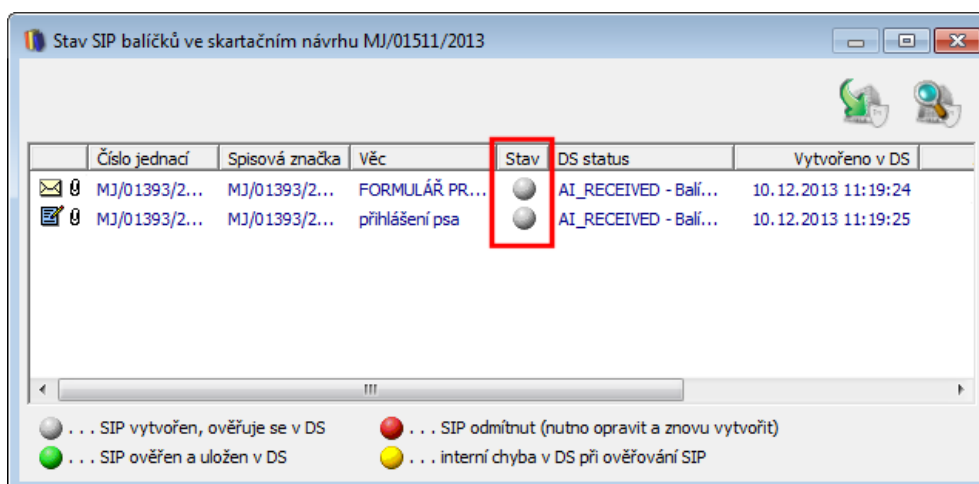 Stav SIP balíčků ve skartačním návrhu MJ/01511/2013
Číslo jednací Spisová značka Věc Stav DS status Vytvořeno v DS
MJ/01393/2... MJ/01393/2... FORMULÁŘ PR... AI_RECEIVED - Balí... 10.12.2013 11:19:24
MJ/01393/2... MJ/01393/2... přihlášení psa AI_RECEIVED - Balí... 10.12.2013 11:19:25
. . . SIP vytvořen, ověřuje se v DS . . . SIP odmítnut (nutno opravit a znovu vytvořit)
. . . SIP ověřen a uložen v DS . . . interní chyba v DS při ověřování SIP